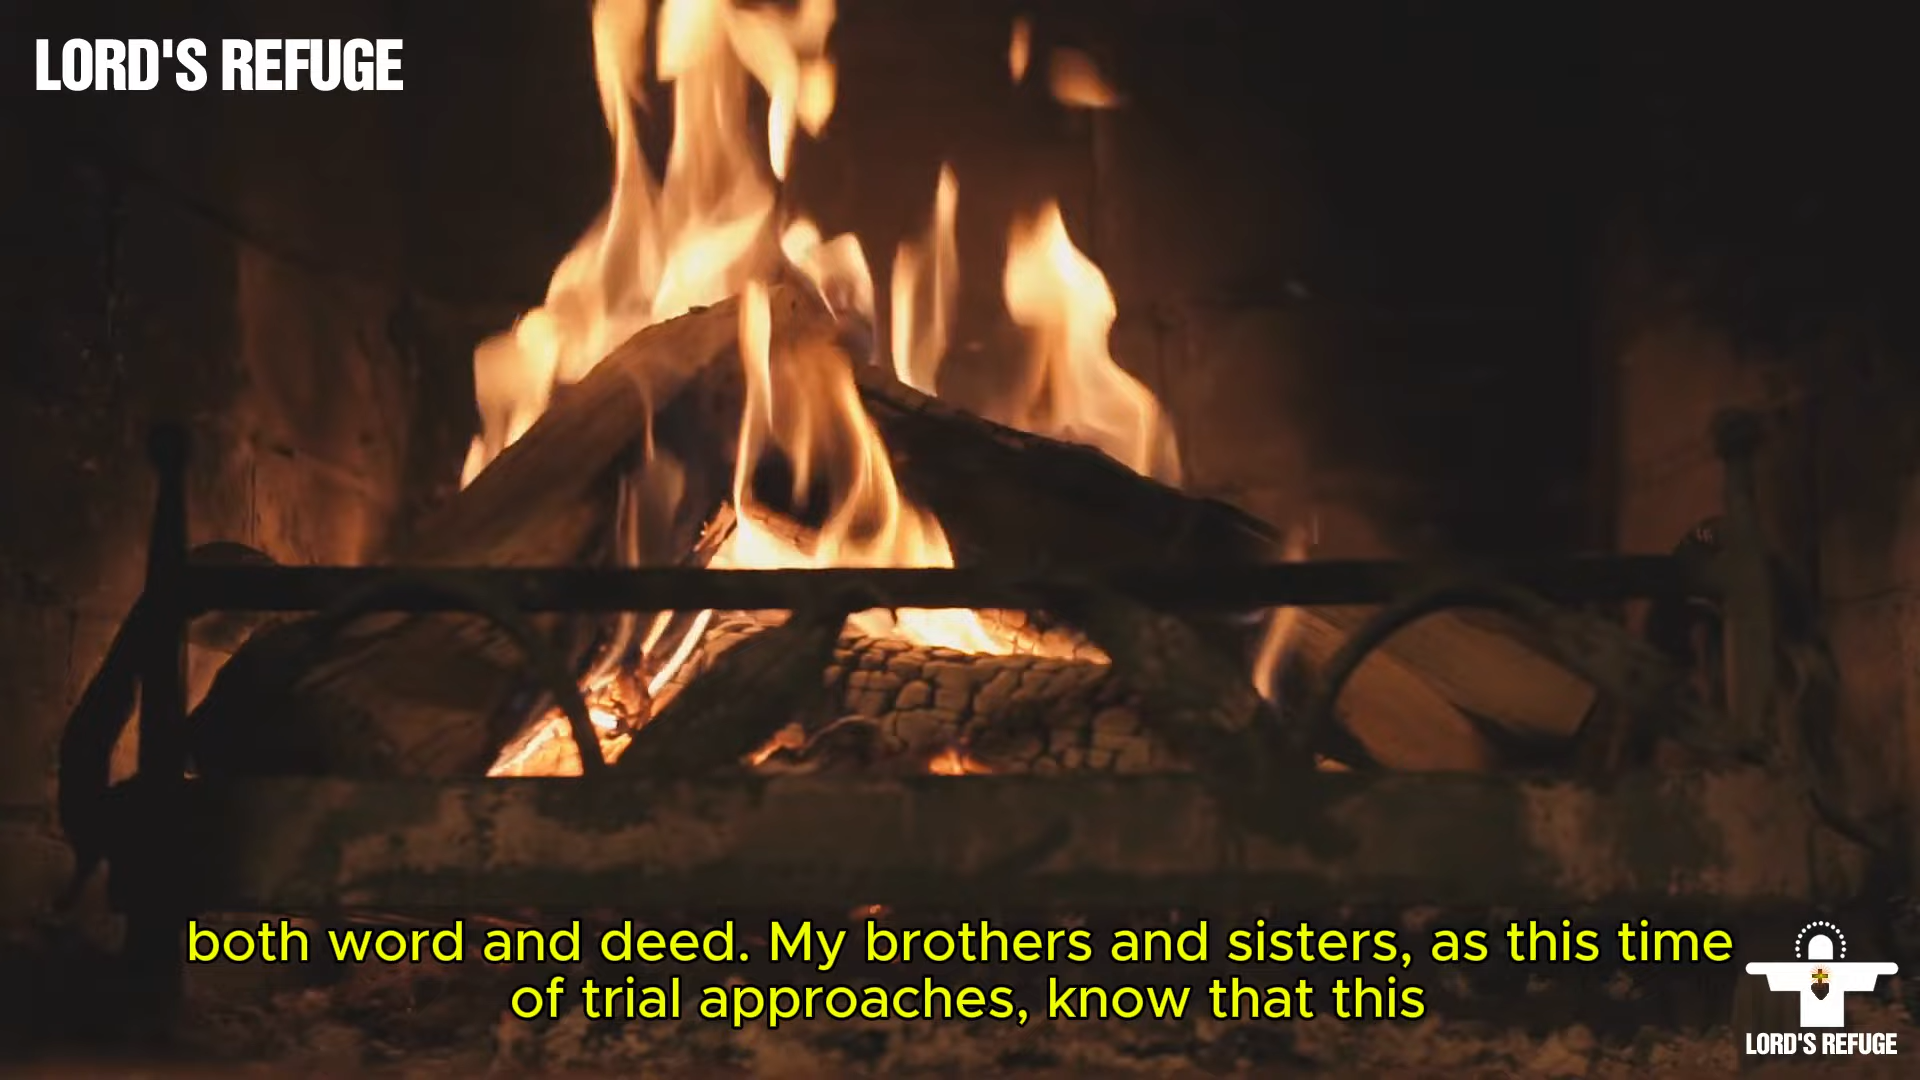 LORD'S REFUGE
both word and deed. My brothers and sisters, as this time
of trial approaches, know that this
LORD'S REFUGE